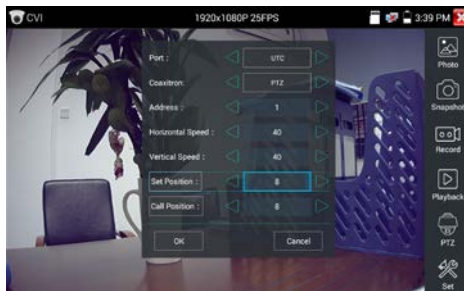 CVI 1920x1080P 25FPS 3:39 PM X
Port : UTC
Coaxitron: PTZ
Address : 1
Horizontal Speed : 40
Vertical Speed : 40
Set Position : 8
Call Position : 8
OK Cancel
Photo
Snapshot
Record
Playback
PTZ
Set